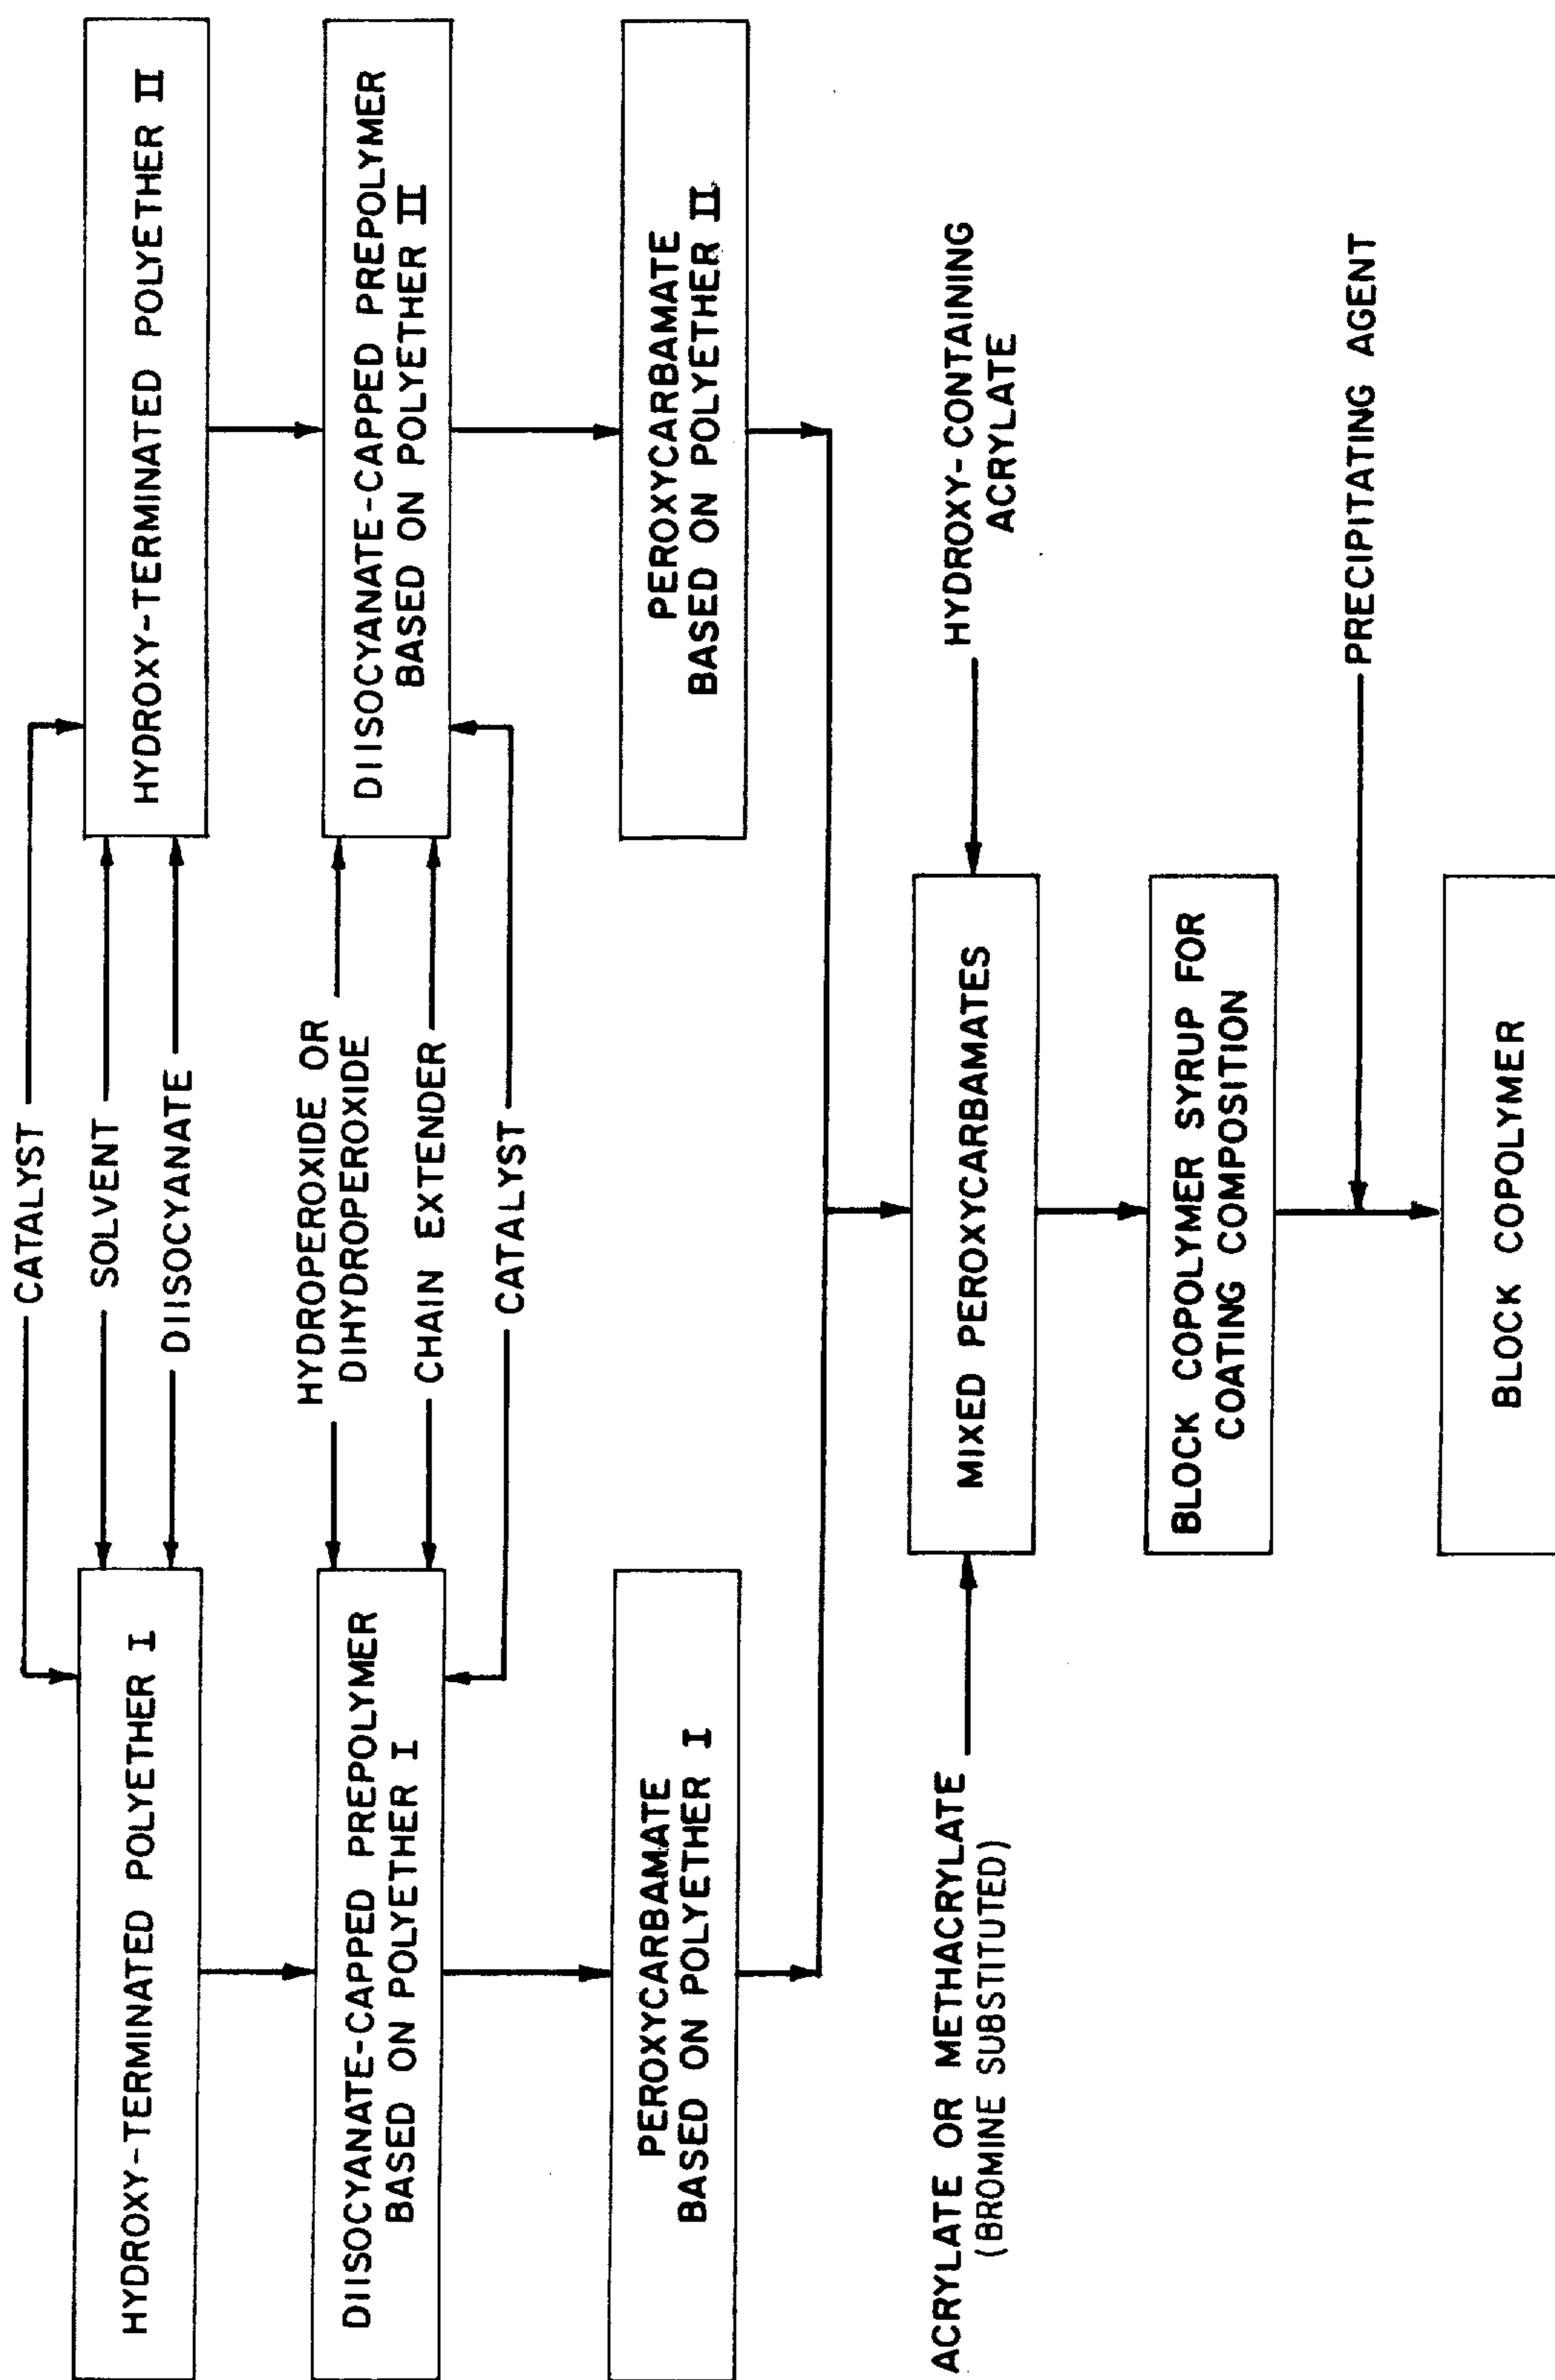 CATALYST
SOLVENT
DIISOCYANATE
HYDROXY-TERMINATED POLYETHER I
HYDROXY-TERMINATED POLYETHER II
HYDROPEROXIDE OR
DIHYDROPEROXIDE
CHAIN EXTENDER
CATALYST
DIISOCYANATE-CAPPED PREPOLYMER
BASED ON POLYETHER I
DIISOCYANATE-CAPPED PREPOLYMER
BASED ON POLYETHER II
PEROXYCARBAMATE
BASED ON POLYETHER I
PEROXYCARBAMATE
BASED ON POLYETHER II
ACRYLATE OR METHACRYLATE
(BROMINE SUBSTITUTED)
MIXED PEROXYCARBAMATES
HYDROXY-CONTAINING
ACRYLATE
BLOCK COPOLYMER SYRUP FOR
COATING COMPOSITION
PRECIPITATING AGENT
BLOCK COPOLYMER